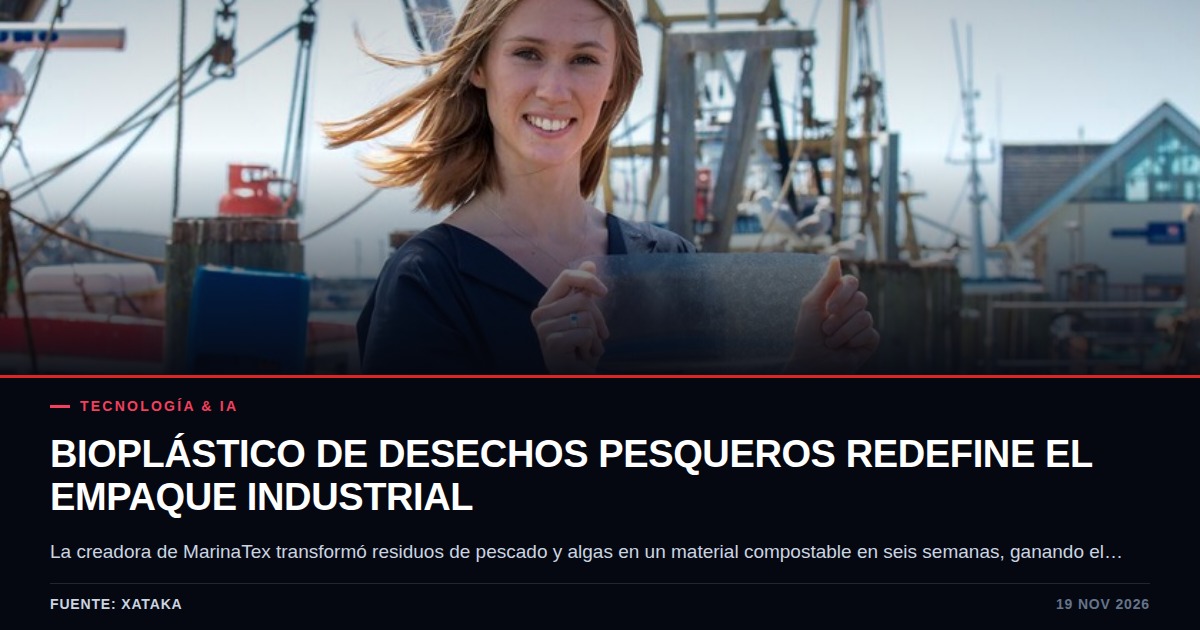 TECNOLOGÍA & IA
BIOPLÁSTICO DE DESECHOS PESQUEROS REDEFINE EL
EMPAQUE INDUSTRIAL
La creadora de MarinaTex transformó residuos de pescado y algas en un material compostable en seis semanas, ganando el…
FUENTE: XATAKA
19 NOV 2026